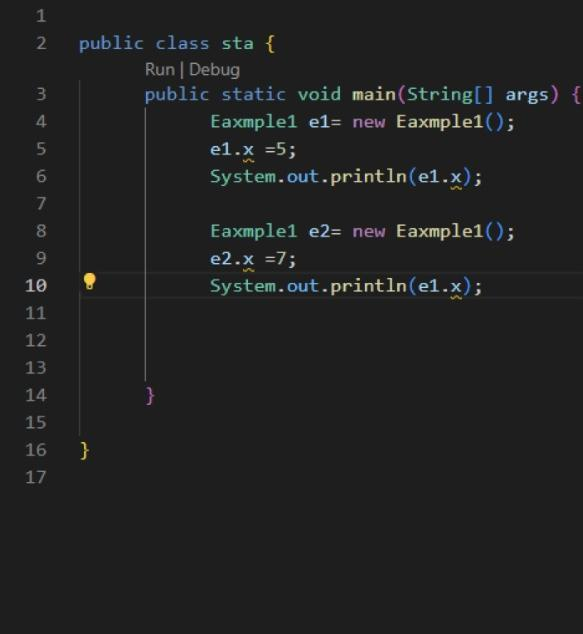 1
2 public class sta {
Run | Debug
3 public static void main(String[] args) {
4 Eaxmple1 e1= new Eaxmple1();
5 e1.x =5;
6 System.out.println(e1.x);
7
8 Eaxmple1 e2= new Eaxmple1();
9 e2.x =7;
10 System.out.println(e1.x);
11
12
13
14 }
15
16 }
17